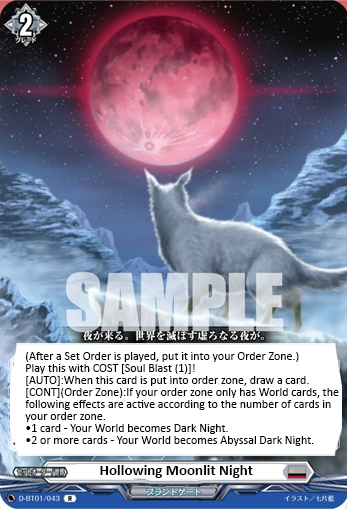 2
グレード
SAMPLE
夜が来る。世界を滅ぼす虚ろなる夜が。
(After a Set Order is played, put it into your Order Zone.)
Play this with COST [Soul Blast (1)]!
[AUTO]:When this card is put into order zone, draw a card.
[CONT](Order Zone):If your order zone only has World cards, the
following effects are active according to the number of cards in
your order zone.
•1 card - Your World becomes Dark Night.
•2 or more cards - Your World becomes Abyssal Dark Night.
Hollowing Moonlit Night
ブラントゲート
D-BT01/043 R
イラスト／七片藍